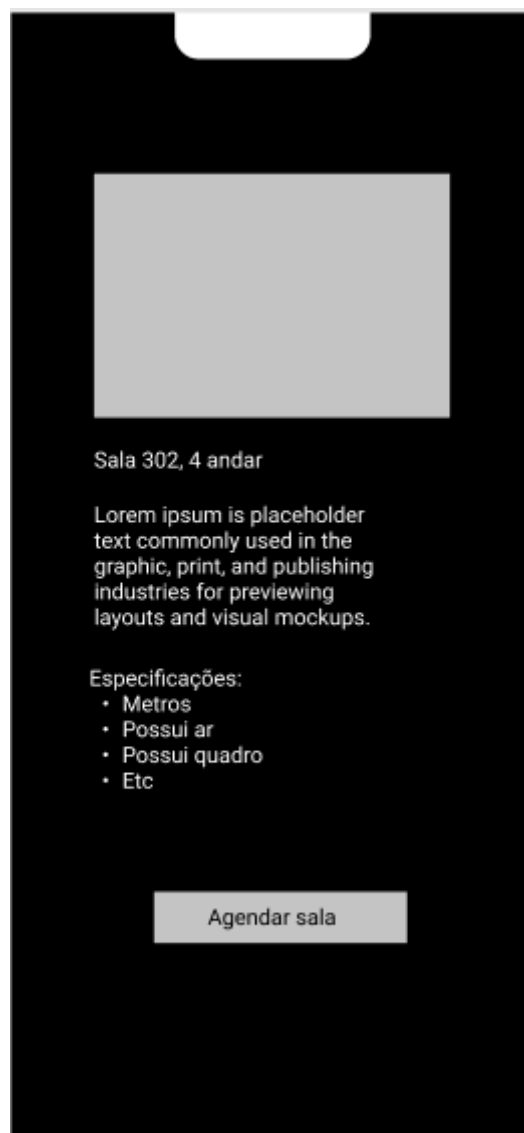 Sala 302, 4 andar
Lorem ipsum is placeholder
text commonly used in the
graphic, print, and publishing
industries for previewing
layouts and visual mockups.
Especificações:
• Metros
• Possui ar
• Possui quadro
• Etc
Agendar sala